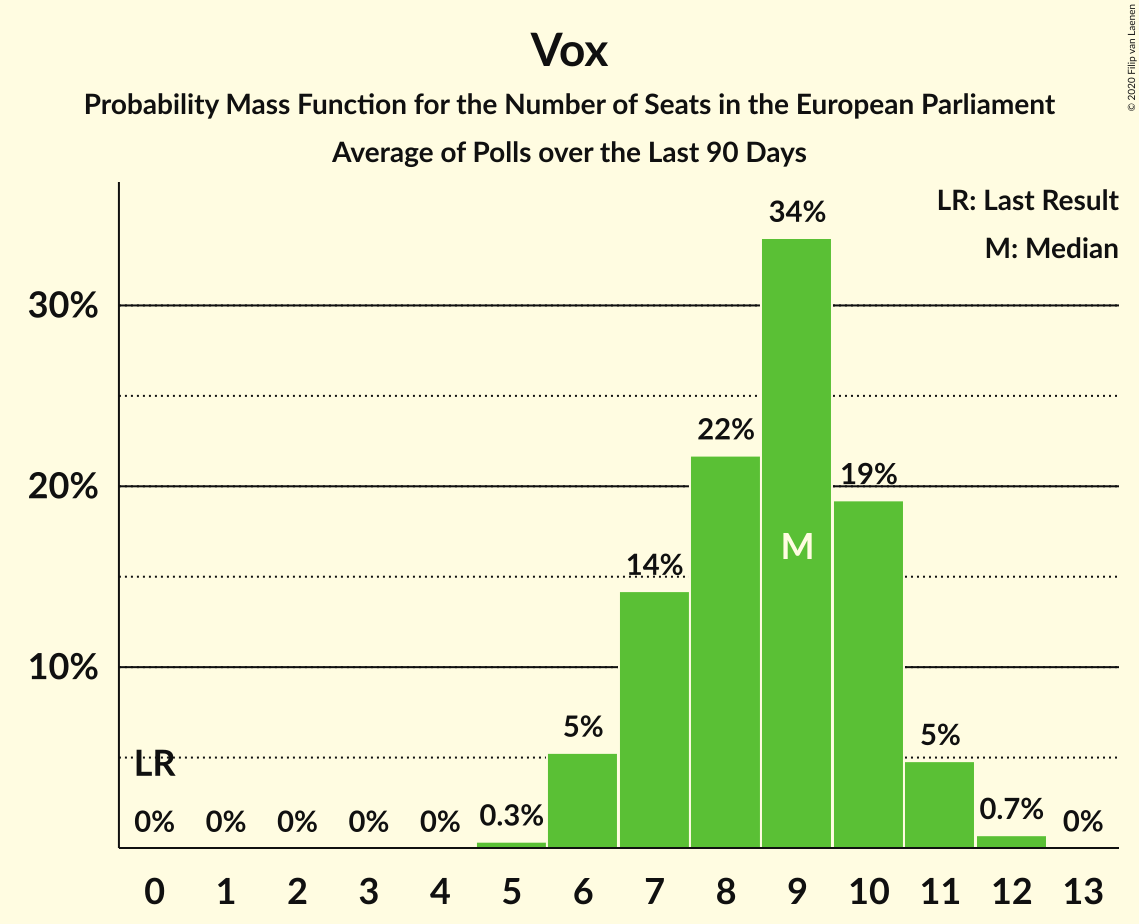 Vox
Probability Mass Function for the Number of Seats in the European Parliament
Average of Polls over the Last 90 Days
© 2020 Filip van Laenen
LR: Last Result
M: Median
34%
30%
22%
19%
20%
M
14%
10%
5%
5%
LR
0% 0% 0% 0% 0% 0.3% 0.7% 0%
0 1 2 3 4 5 6 7 8 9 10 11 12 13